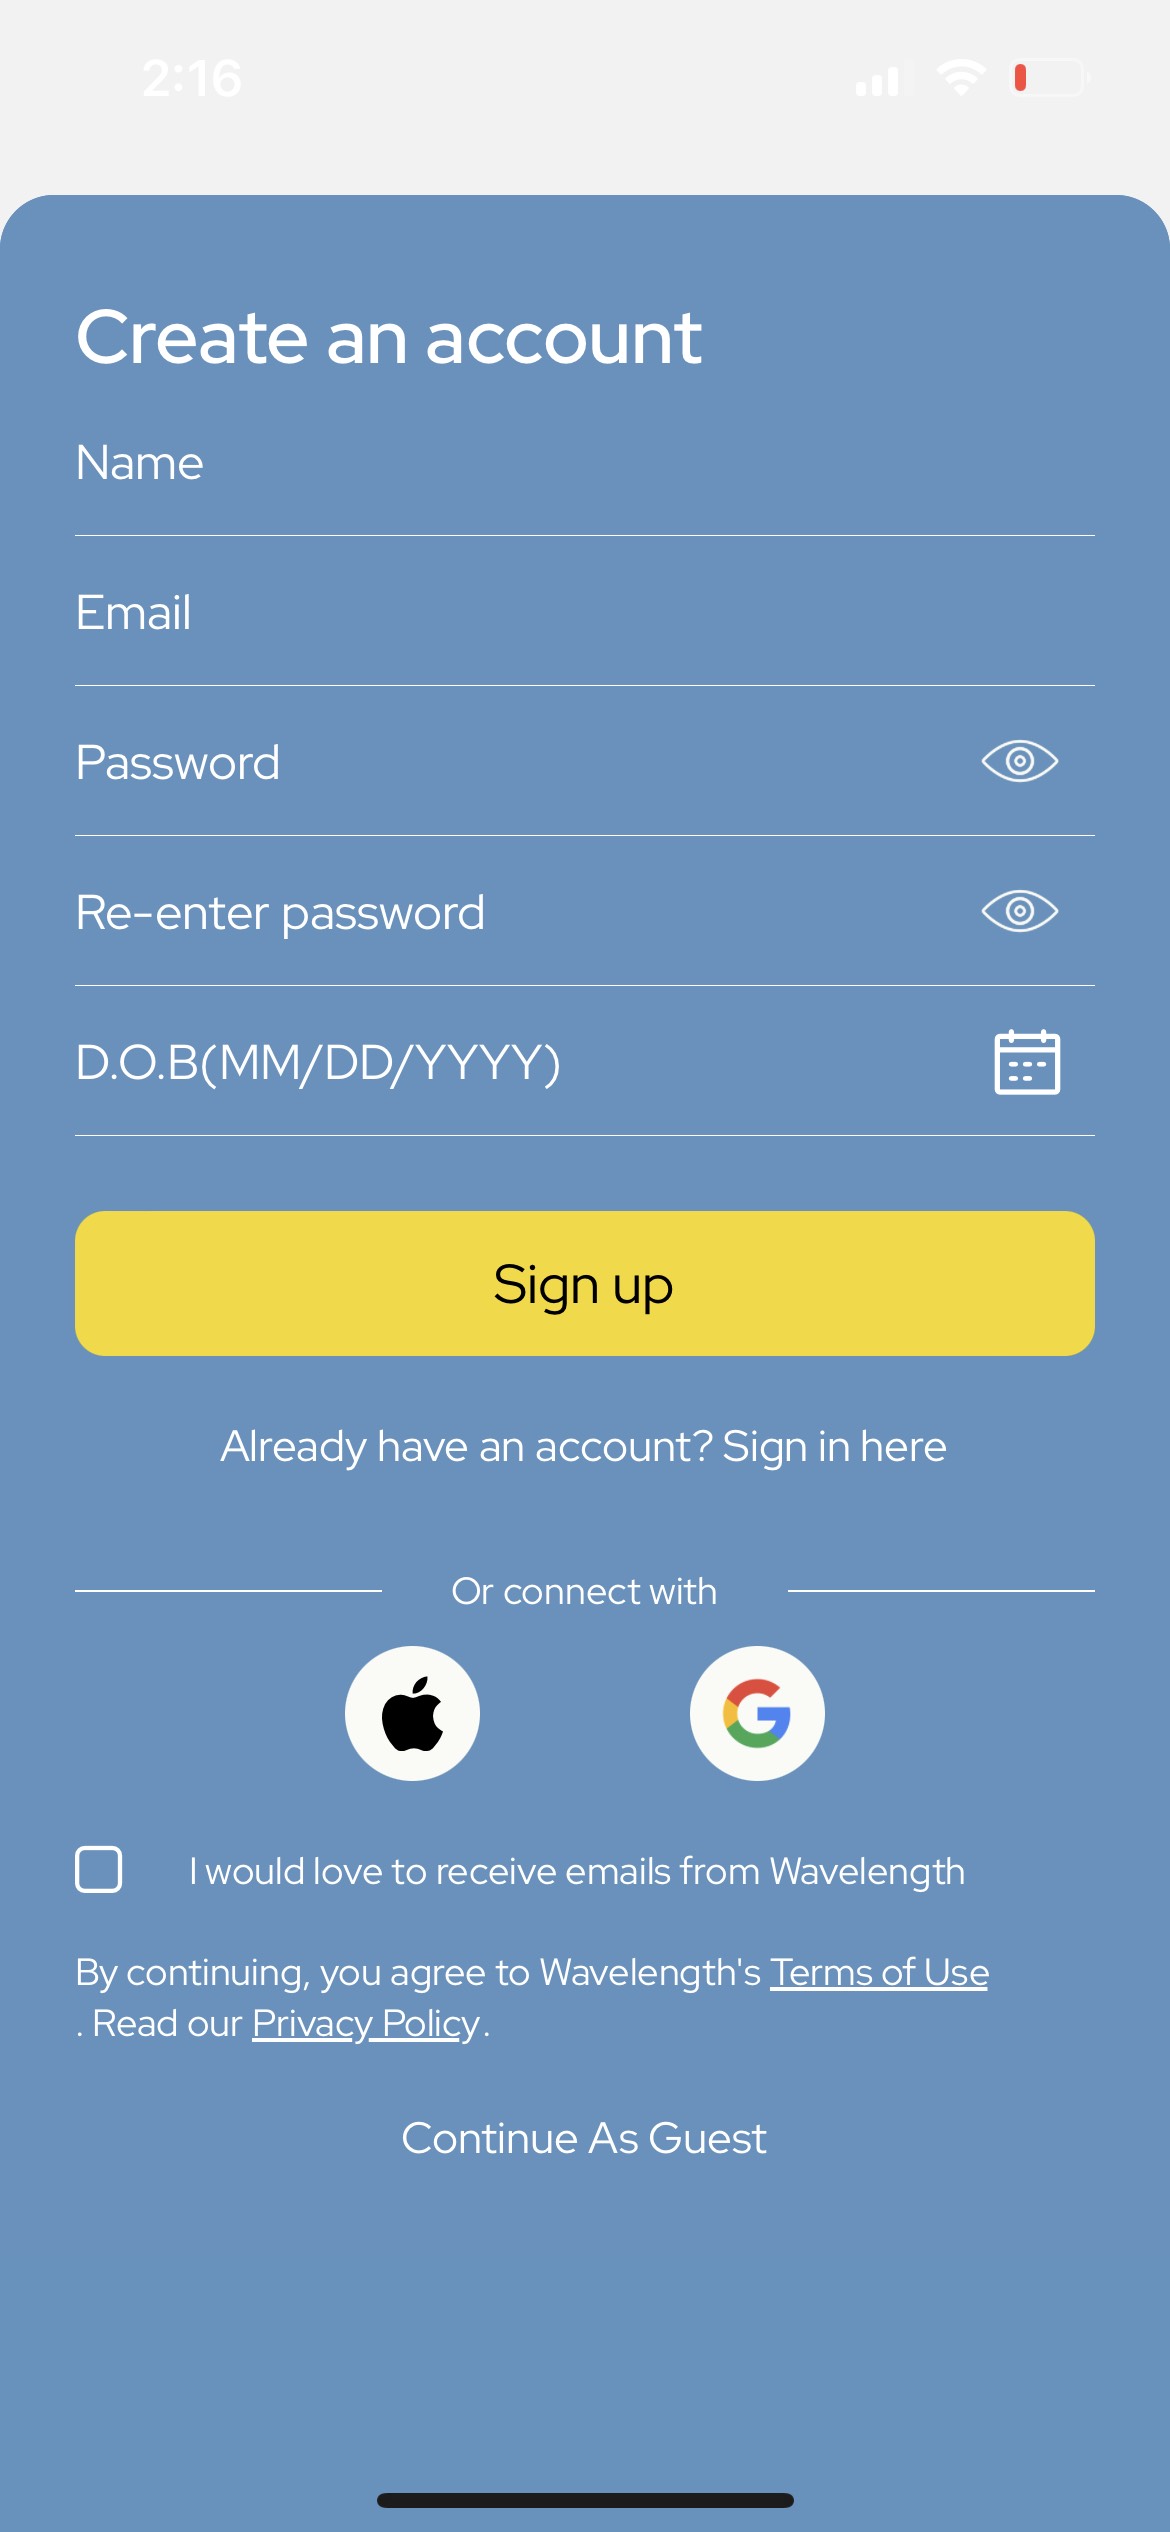 2:16
Create an account
Name
Email
Password
Re-enter password
D.O.B(MM/DD/YYYY)
Sign up
Already have an account? Sign in here
Or connect with
I would love to receive emails from Wavelength
By continuing, you agree to Wavelength's Terms of Use
. Read our Privacy Policy.
Continue As Guest